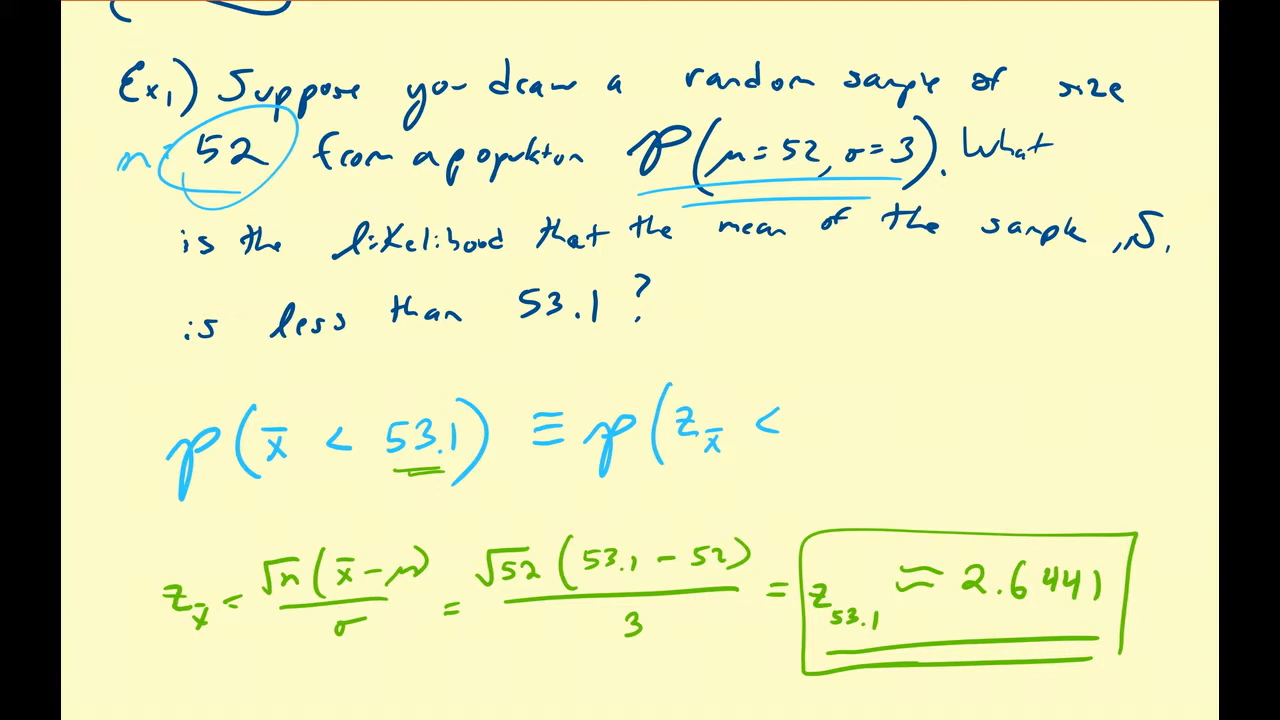 Ex1) Suppose you draw a random sample of size
n = 52 from a population P(μ = 52, σ = 3). What
is the likelihood that the mean of the sample, S,
is less than 53.1?
p(x̄ < 53.1) ≡ p(z_x̄ <
z_x̄ = √n (x̄ - μ) / σ = √52 (53.1 - 52) / 3 = z_53.1 ≈ 2.6441